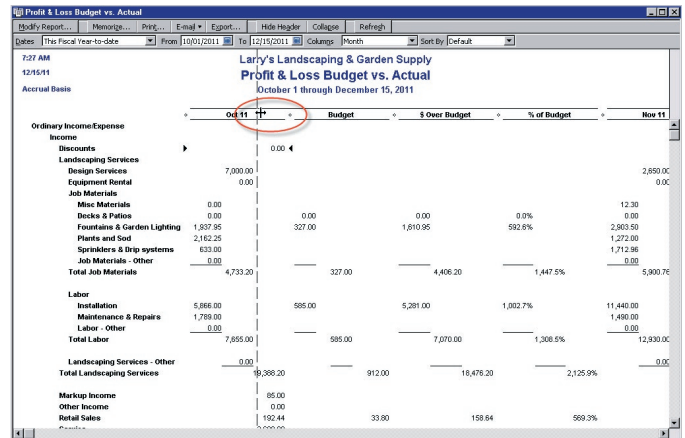 Profit & Loss Budget vs. Actual
Modify Report... Memorize... Print... E-mail Export... Hide Header Collapse Refresh
Dates This Fiscal Year-to-date From 10/01/2011 To 12/15/2011 Columns Month Sort By Default
7:27 AM Larry's Landscaping & Garden Supply
12/15/11 Profit & Loss Budget vs. Actual
Accrual Basis October 1 through December 15, 2011
Oct 11 Budget $ Over Budget % of Budget Nov 11
Ordinary Income/Expense
Income
Discounts 0.00
Landscaping Services
Design Services 7,000.00 2,650.00
Equipment Rental 0.00 0.00
Job Materials
Misc Materials 0.00 12.30
Decks & Patios 0.00 0.00 0.00 0.0% 0.00
Fountains & Garden Lighting 1,937.95 327.00 1,610.95 592.6% 2,903.50
Plants and Sod 2,162.25 1,272.00
Sprinklers & Drip systems 633.00 1,712.96
Job Materials - Other 0.00 0.00
Total Job Materials 4,733.20 327.00 4,406.20 1,447.5% 5,900.76
Labor
Installation 5,866.00 585.00 5,281.00 1,002.7% 11,440.00
Maintenance & Repairs 1,789.00 1,490.00
Labor - Other 0.00 0.00
Total Labor 7,655.00 585.00 7,070.00 1,308.5% 12,930.00
Landscaping Services - Other 0.00 0.00
Total Landscaping Services 19,388.20 912.00 18,476.20 2,125.9%
Markup Income 85.00
Other Income 0.00
Retail Sales 192.44 33.80 158.64 569.3%